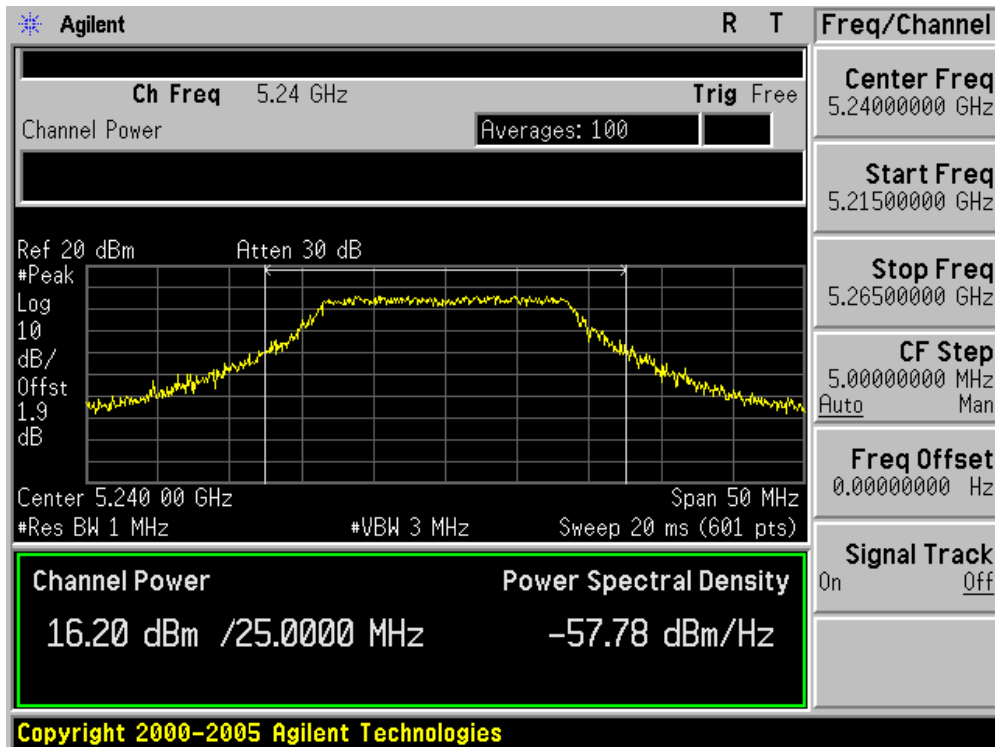 Agilent
R T
Freq/Channel
Ch Freq 5.24 GHz
Trig Free
Channel Power
Averages: 100
Ref 20 dBm
Atten 30 dB
#Peak
Log
10
dB/
Offst
1.9
dB
Center 5.240 00 GHz
Span 50 MHz
#Res BW 1 MHz
#VBW 3 MHz
Sweep 20 ms (601 pts)
Channel Power
Power Spectral Density
16.20 dBm /25.0000 MHz
-57.78 dBm/Hz
Center Freq
5.24000000 GHz
Start Freq
5.21500000 GHz
Stop Freq
5.26500000 GHz
CF Step
5.00000000 MHz
Auto Man
Freq Offset
0.00000000 Hz
Signal Track
On Off
Copyright 2000-2005 Agilent Technologies